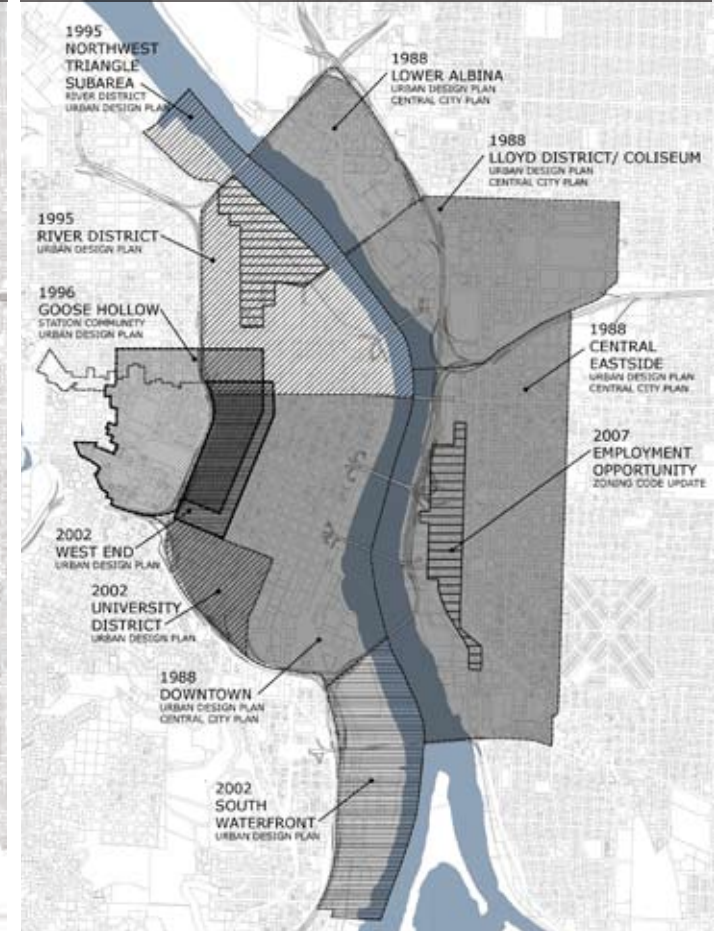 1995
NORTHWEST
TRIANGLE
SUBAREA
RIVER DISTRICT
URBAN DESIGN PLAN
1988
LOWER ALBINA
URBAN DESIGN PLAN
CENTRAL CITY PLAN
1988
LLOYD DISTRICT/ COLISEUM
URBAN DESIGN PLAN
CENTRAL CITY PLAN
1995
RIVER DISTRICT
URBAN DESIGN PLAN
1996
GOOSE HOLLOW
STATION COMMUNITY
URBAN DESIGN PLAN
1988
CENTRAL
EASTSIDE
URBAN DESIGN PLAN
CENTRAL CITY PLAN
2007
EMPLOYMENT
OPPORTUNITY
ZONING CODE UPDATE
2002
WEST END
URBAN DESIGN PLAN
2002
UNIVERSITY
DISTRICT
URBAN DESIGN PLAN
1988
DOWNTOWN
URBAN DESIGN PLAN
CENTRAL CITY PLAN
2002
SOUTH
WATERFRONT
URBAN DESIGN PLAN